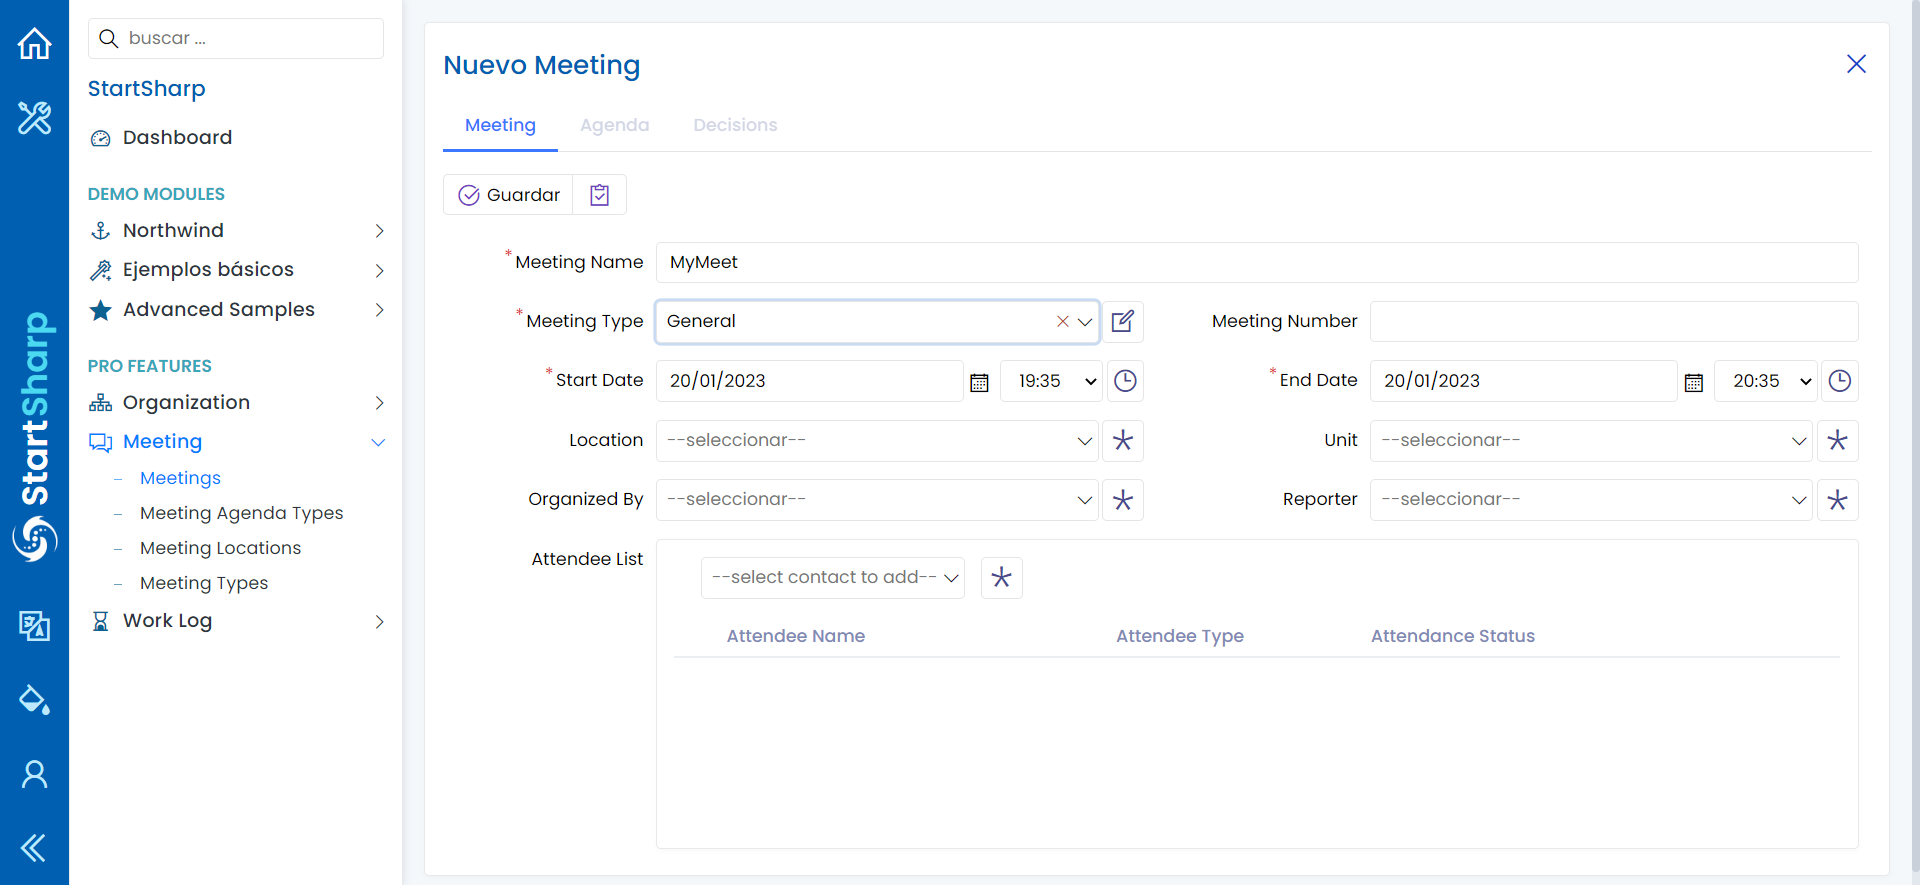 buscar ...
StartSharp
Dashboard
DEMO MODULES
Northwind
Ejemplos básicos
Advanced Samples
PRO FEATURES
Organization
Meeting
Meetings
Meeting Agenda Types
Meeting Locations
Meeting Types
Work Log
StartSharp
Nuevo Meeting
Meeting Agenda Decisions
Guardar
*Meeting Name MyMeet
*Meeting Type General Meeting Number
*Start Date 20/01/2023 19:35 *End Date 20/01/2023 20:35
Location --seleccionar-- Unit --seleccionar--
Organized By --seleccionar-- Reporter --seleccionar--
Attendee List
--select contact to add--
Attendee Name Attendee Type Attendance Status